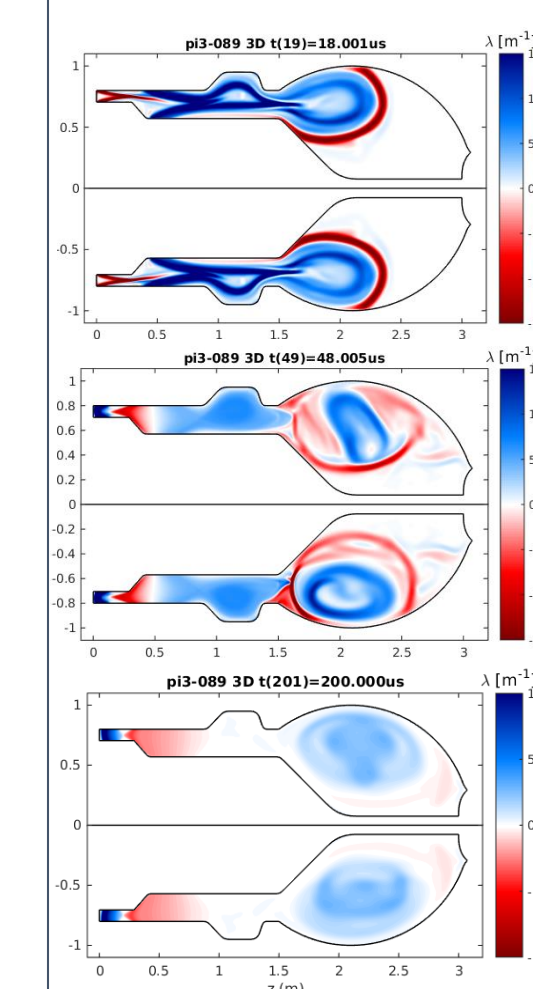 pi3-089 3D t(19)=18.001us
λ [m⁻¹
1
0.5
0
-0.5
-1
0 0.5 1 1.5 2 2.5 3
pi3-089 3D t(49)=48.005us
λ [m⁻¹
1
0.8
0.6
0.4
0.2
0
-0.2
-0.4
-0.6
-0.8
-1
0 0.5 1 1.5 2 2.5 3
pi3-089 3D t(201)=200.000us
λ [m⁻¹
1
0.5
0
-0.5
-1
0 0.5 1 1.5 2 2.5 3
z (m)